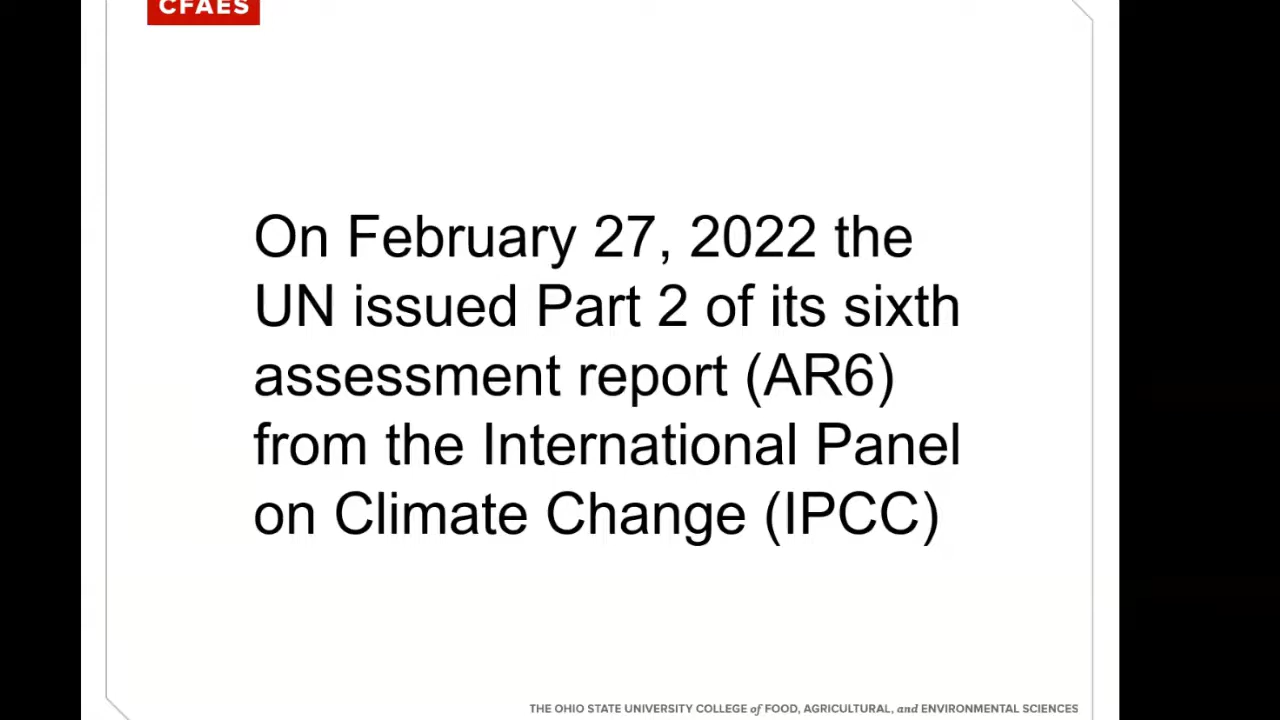 CFAES
On February 27, 2022 the
UN issued Part 2 of its sixth
assessment report (AR6)
from the International Panel
on Climate Change (IPCC)
THE OHIO STATE UNIVERSITY COLLEGE of FOOD, AGRICULTURAL, and ENVIRONMENTAL SCIENCES